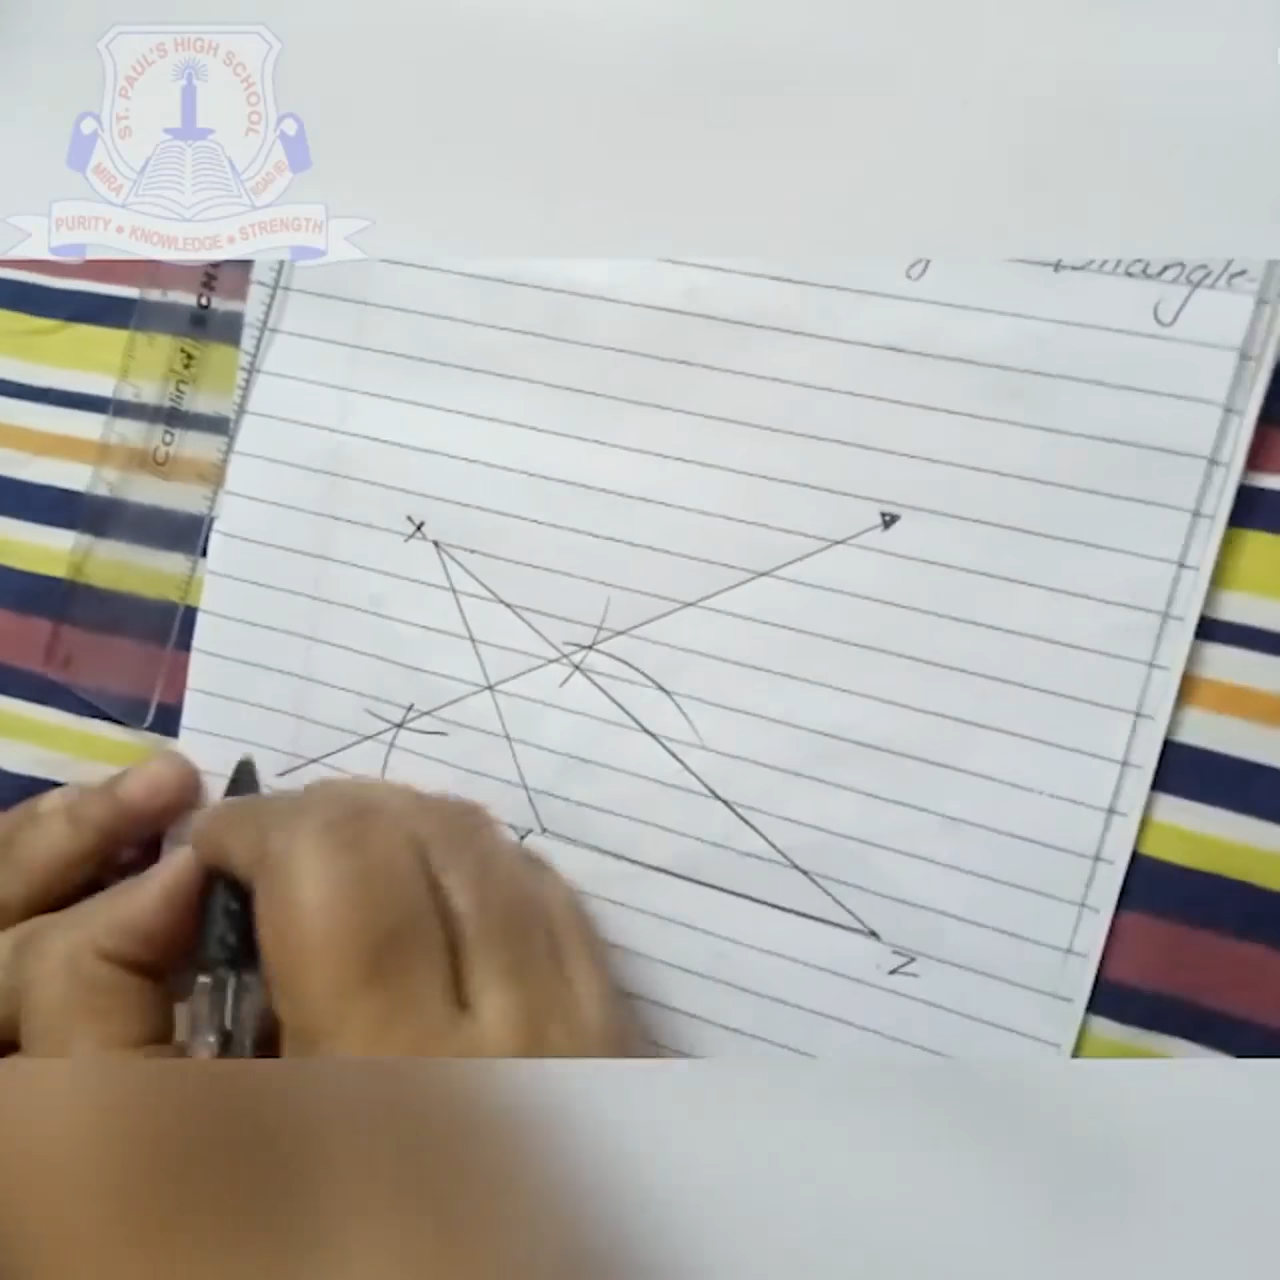 ST. PAUL'S HIGH SCHOOL
MIRA ROAD (E)
PURITY • KNOWLEDGE • STRENGTH
Camlin
Triangle
X
Y
Z